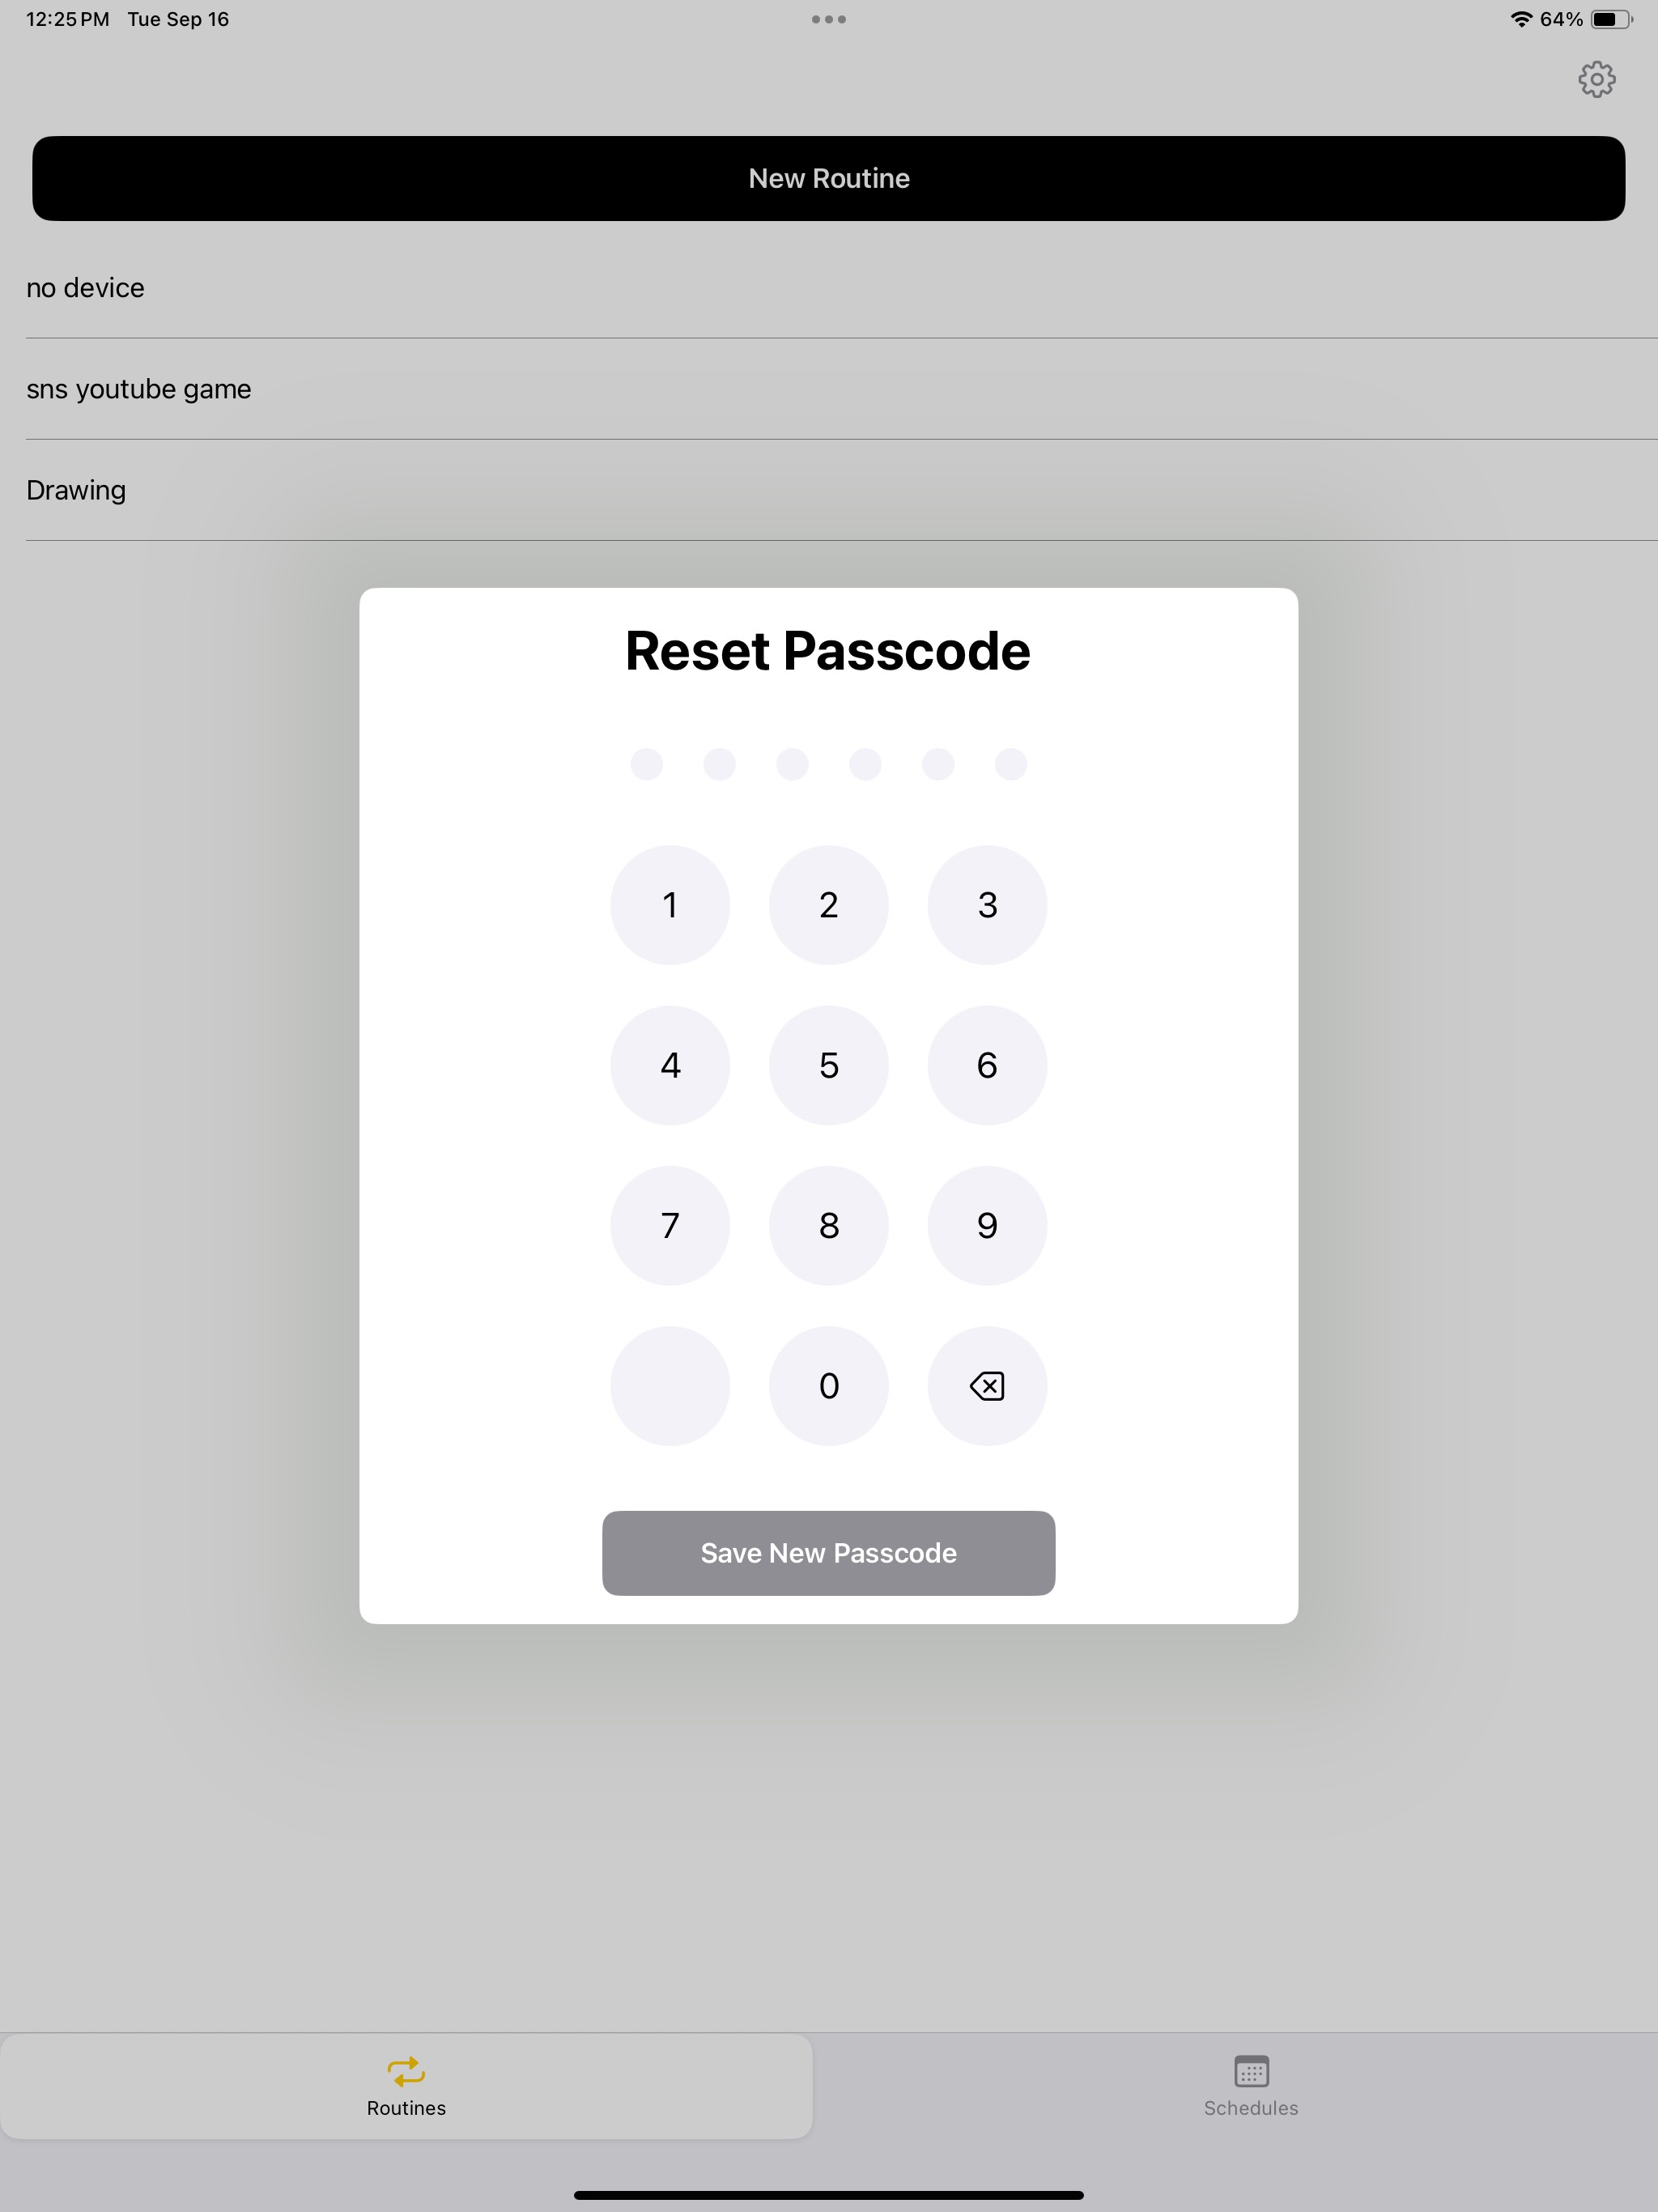 12:25 PM Tue Sep 16
64%
New Routine
no device
sns youtube game
Drawing
Reset Passcode
1 2 3
4 5 6
7 8 9
0
Save New Passcode
Routines Schedules